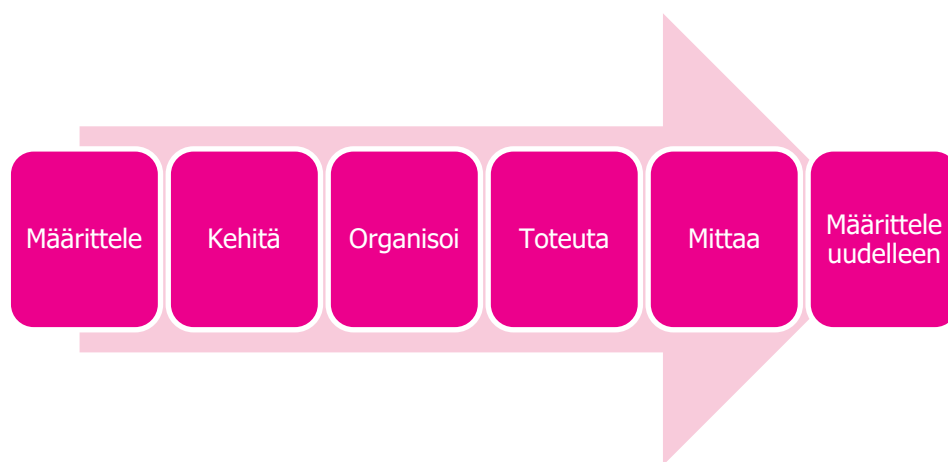 Määrittele
Kehitä
Organisoi
Toteuta
Mittaa
Määrittele
uudelleen